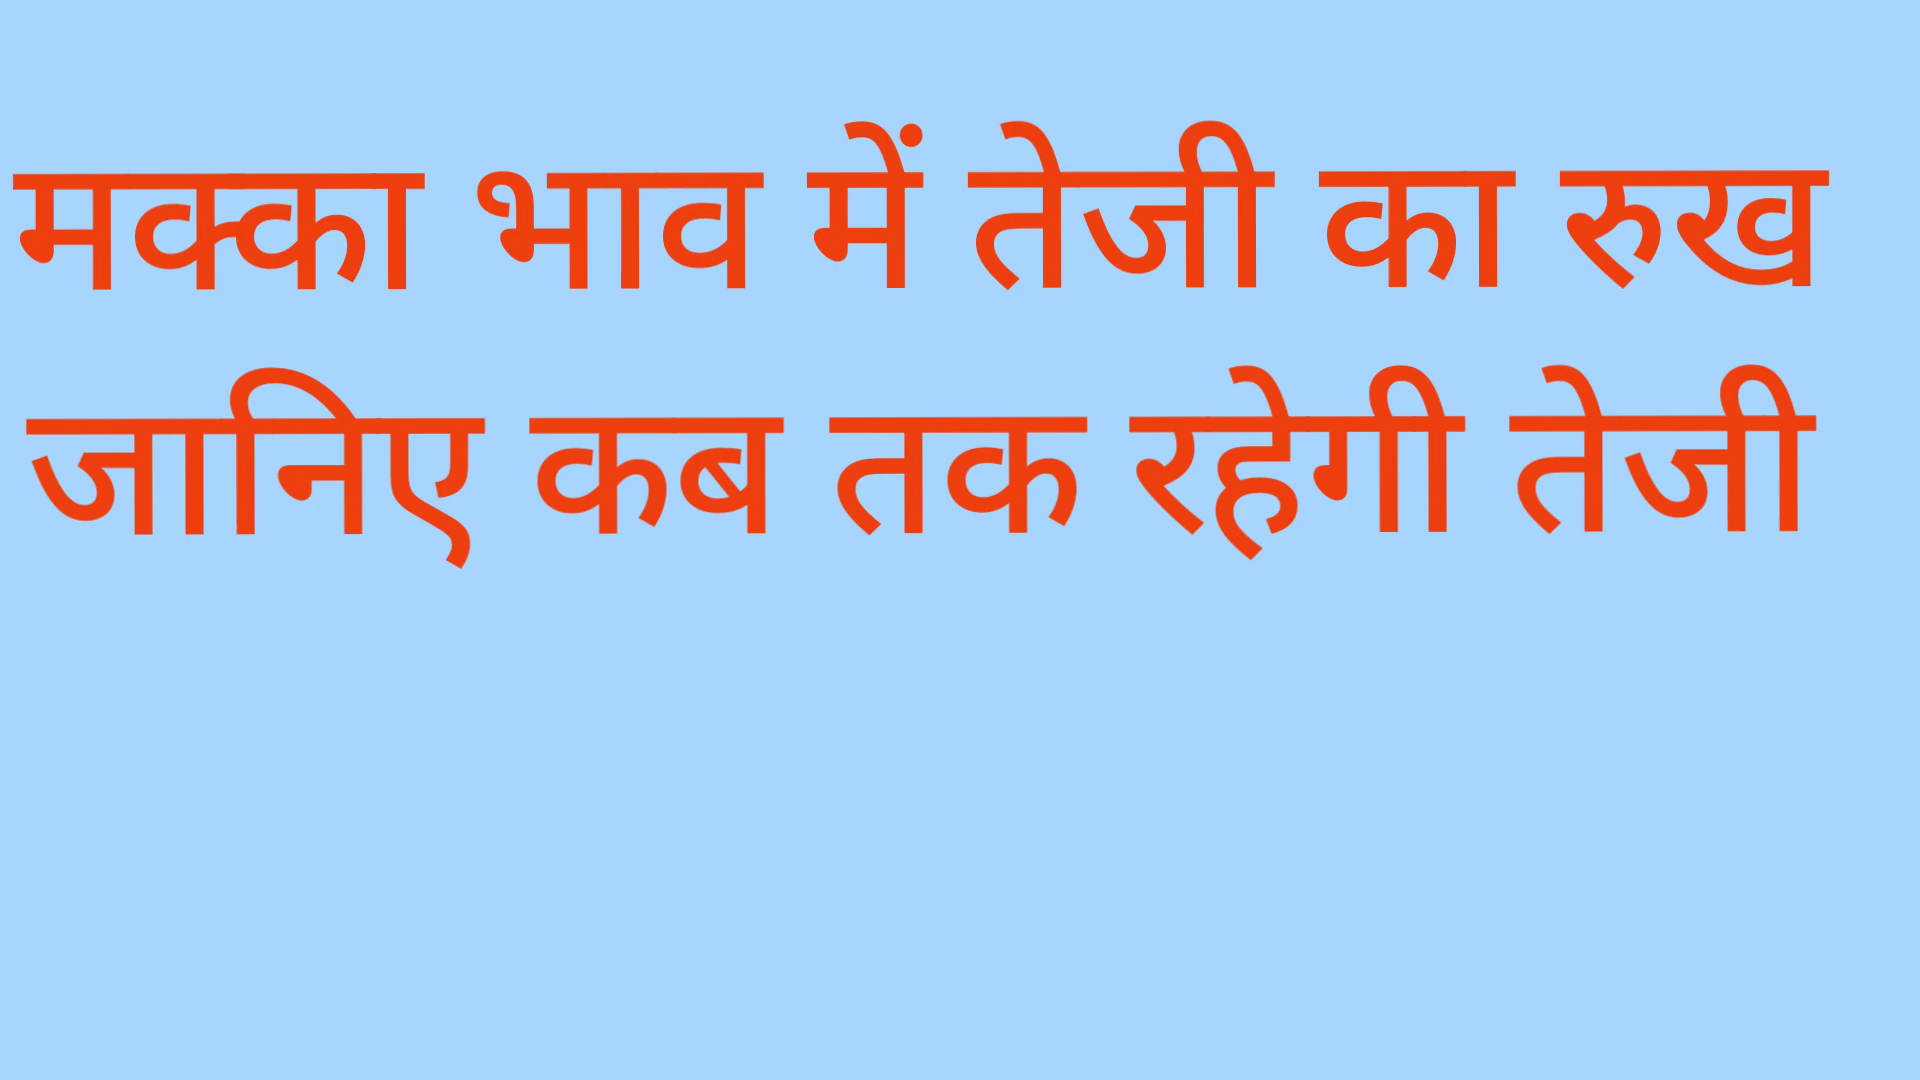 मक्का भाव में तेजी का रुख
जानिए कब तक रहेगी तेजी